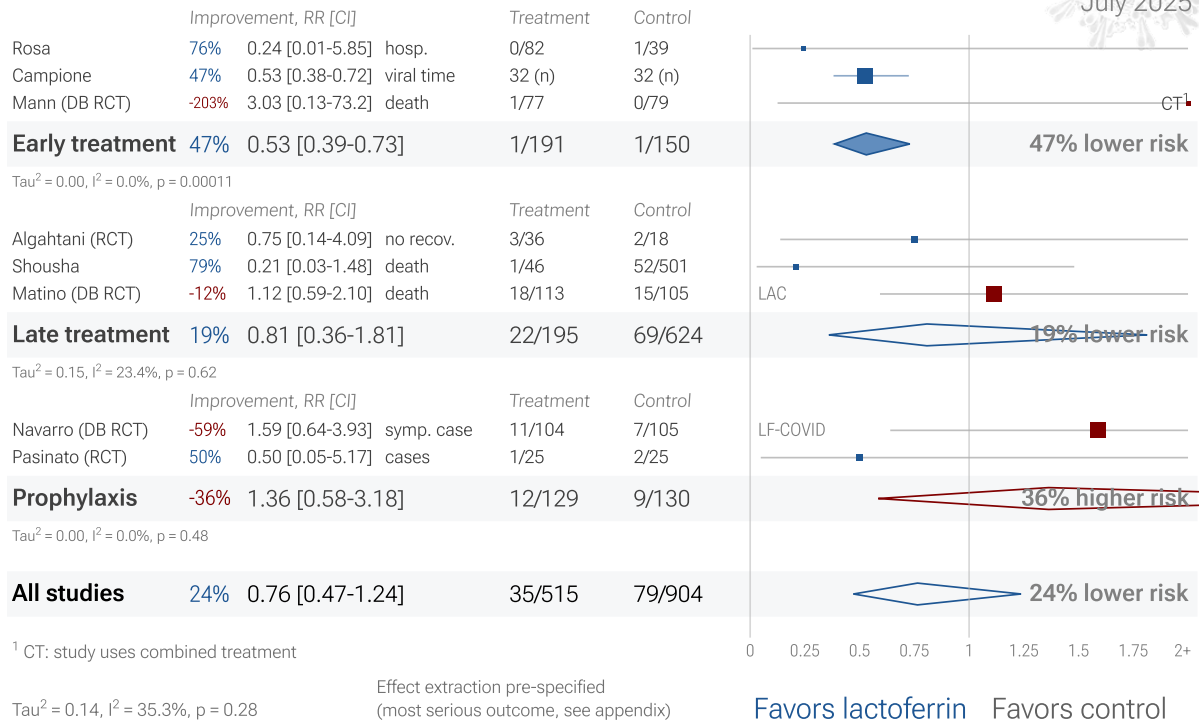 July 2025
Improvement, RR [CI] Treatment Control
Rosa 76% 0.24 [0.01-5.85] hosp. 0/82 1/39
Campione 47% 0.53 [0.38-0.72] viral time 32 (n) 32 (n)
Mann (DB RCT) -203% 3.03 [0.13-73.2] death 1/77 0/79 CT¹
Early treatment 47% 0.53 [0.39-0.73] 1/191 1/150 47% lower risk
Tau² = 0.00, I² = 0.0%, p = 0.00011
Improvement, RR [CI] Treatment Control
Algahtani (RCT) 25% 0.75 [0.14-4.09] no recov. 3/36 2/18
Shousha 79% 0.21 [0.03-1.48] death 1/46 52/501
Matino (DB RCT) -12% 1.12 [0.59-2.10] death 18/113 15/105 LAC
Late treatment 19% 0.81 [0.36-1.81] 22/195 69/624 19% lower risk
Tau² = 0.15, I² = 23.4%, p = 0.62
Improvement, RR [CI] Treatment Control
Navarro (DB RCT) -59% 1.59 [0.64-3.93] symp. case 11/104 7/105 LF-COVID
Pasinato (RCT) 50% 0.50 [0.05-5.17] cases 1/25 2/25
Prophylaxis -36% 1.36 [0.58-3.18] 12/129 9/130 36% higher risk
Tau² = 0.00, I² = 0.0%, p = 0.48
All studies 24% 0.76 [0.47-1.24] 35/515 79/904 24% lower risk
¹ CT: study uses combined treatment 0 0.25 0.5 0.75 1 1.25 1.5 1.75 2+
Effect extraction pre-specified
Tau² = 0.14, I² = 35.3%, p = 0.28 (most serious outcome, see appendix) Favors lactoferrin Favors control